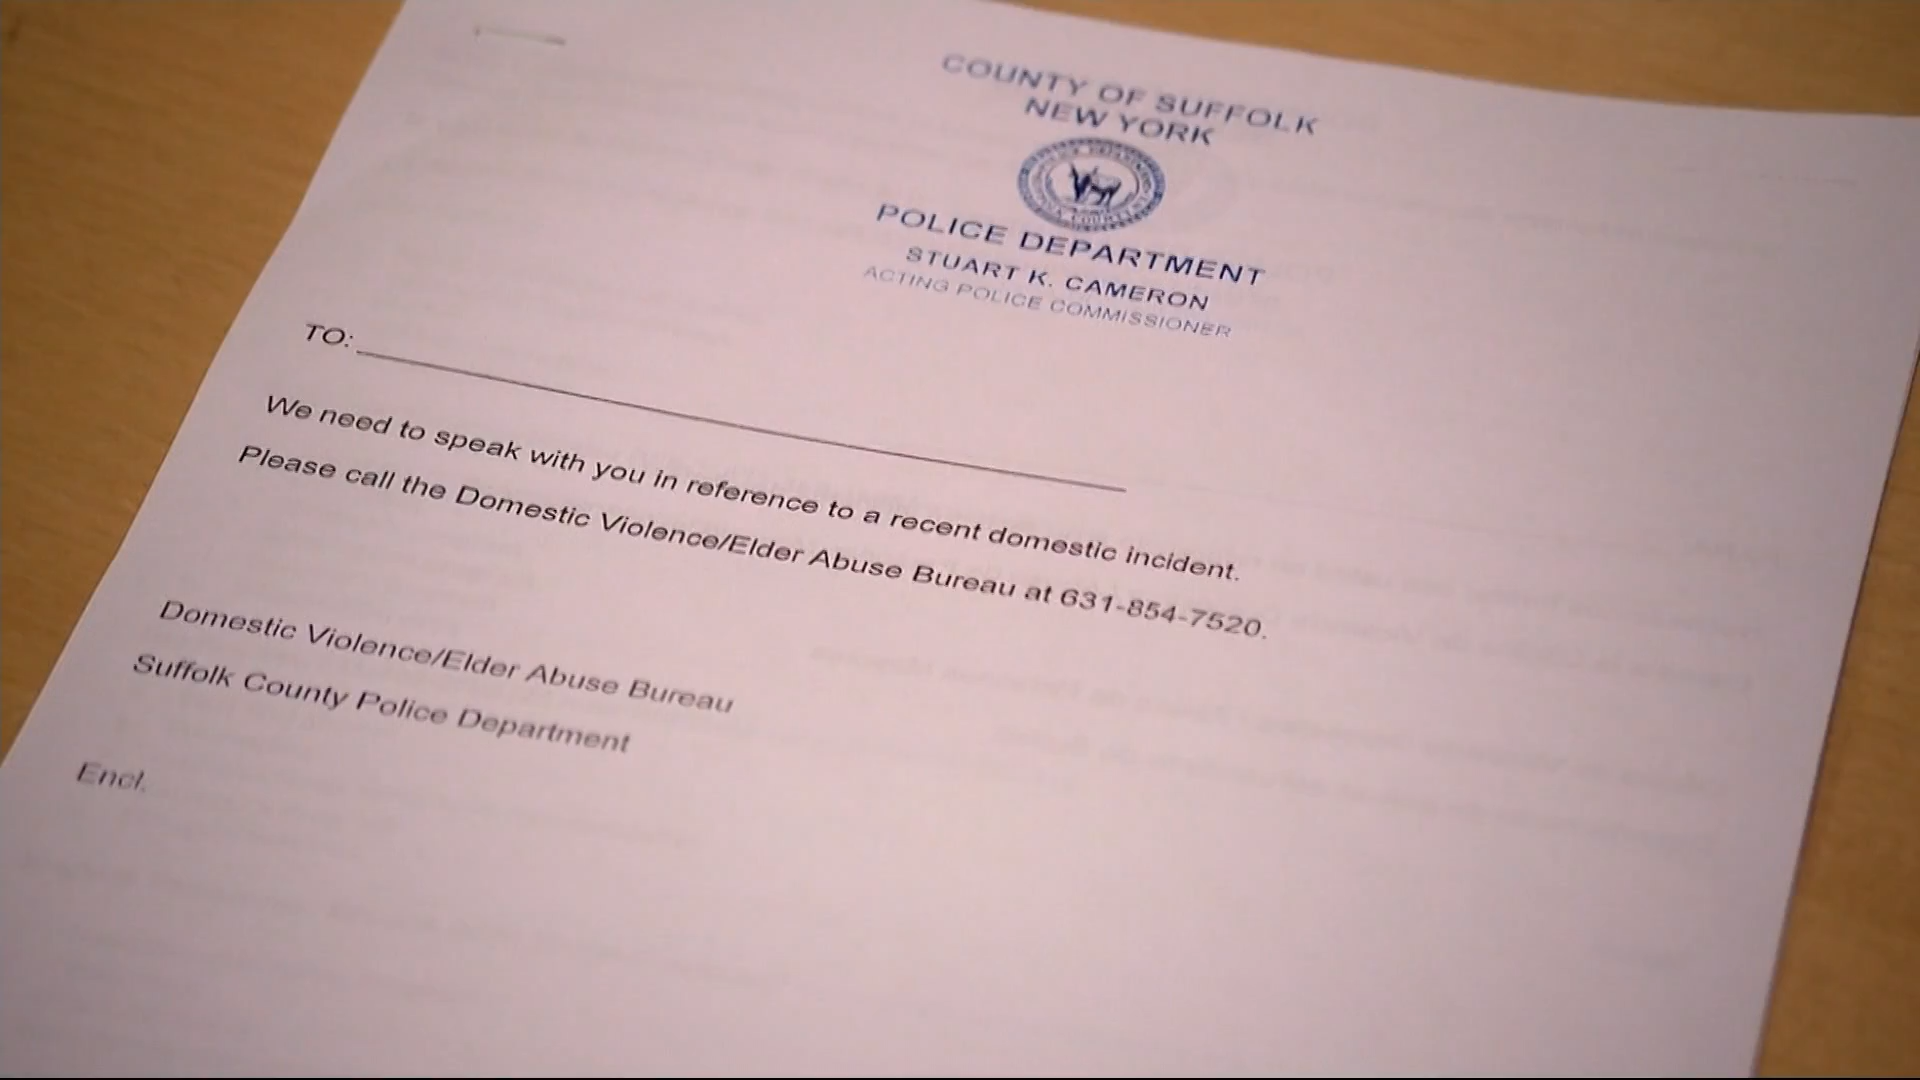 COUNTY OF SUFFOLK
NEW YORK
POLICE DEPARTMENT
STUART K. CAMERON
ACTING POLICE COMMISSIONER
TO:
We need to speak with you in reference to a recent domestic incident.
Please call the Domestic Violence/Elder Abuse Bureau at 631-854-7520.
Domestic Violence/Elder Abuse Bureau
Suffolk County Police Department
Encl.